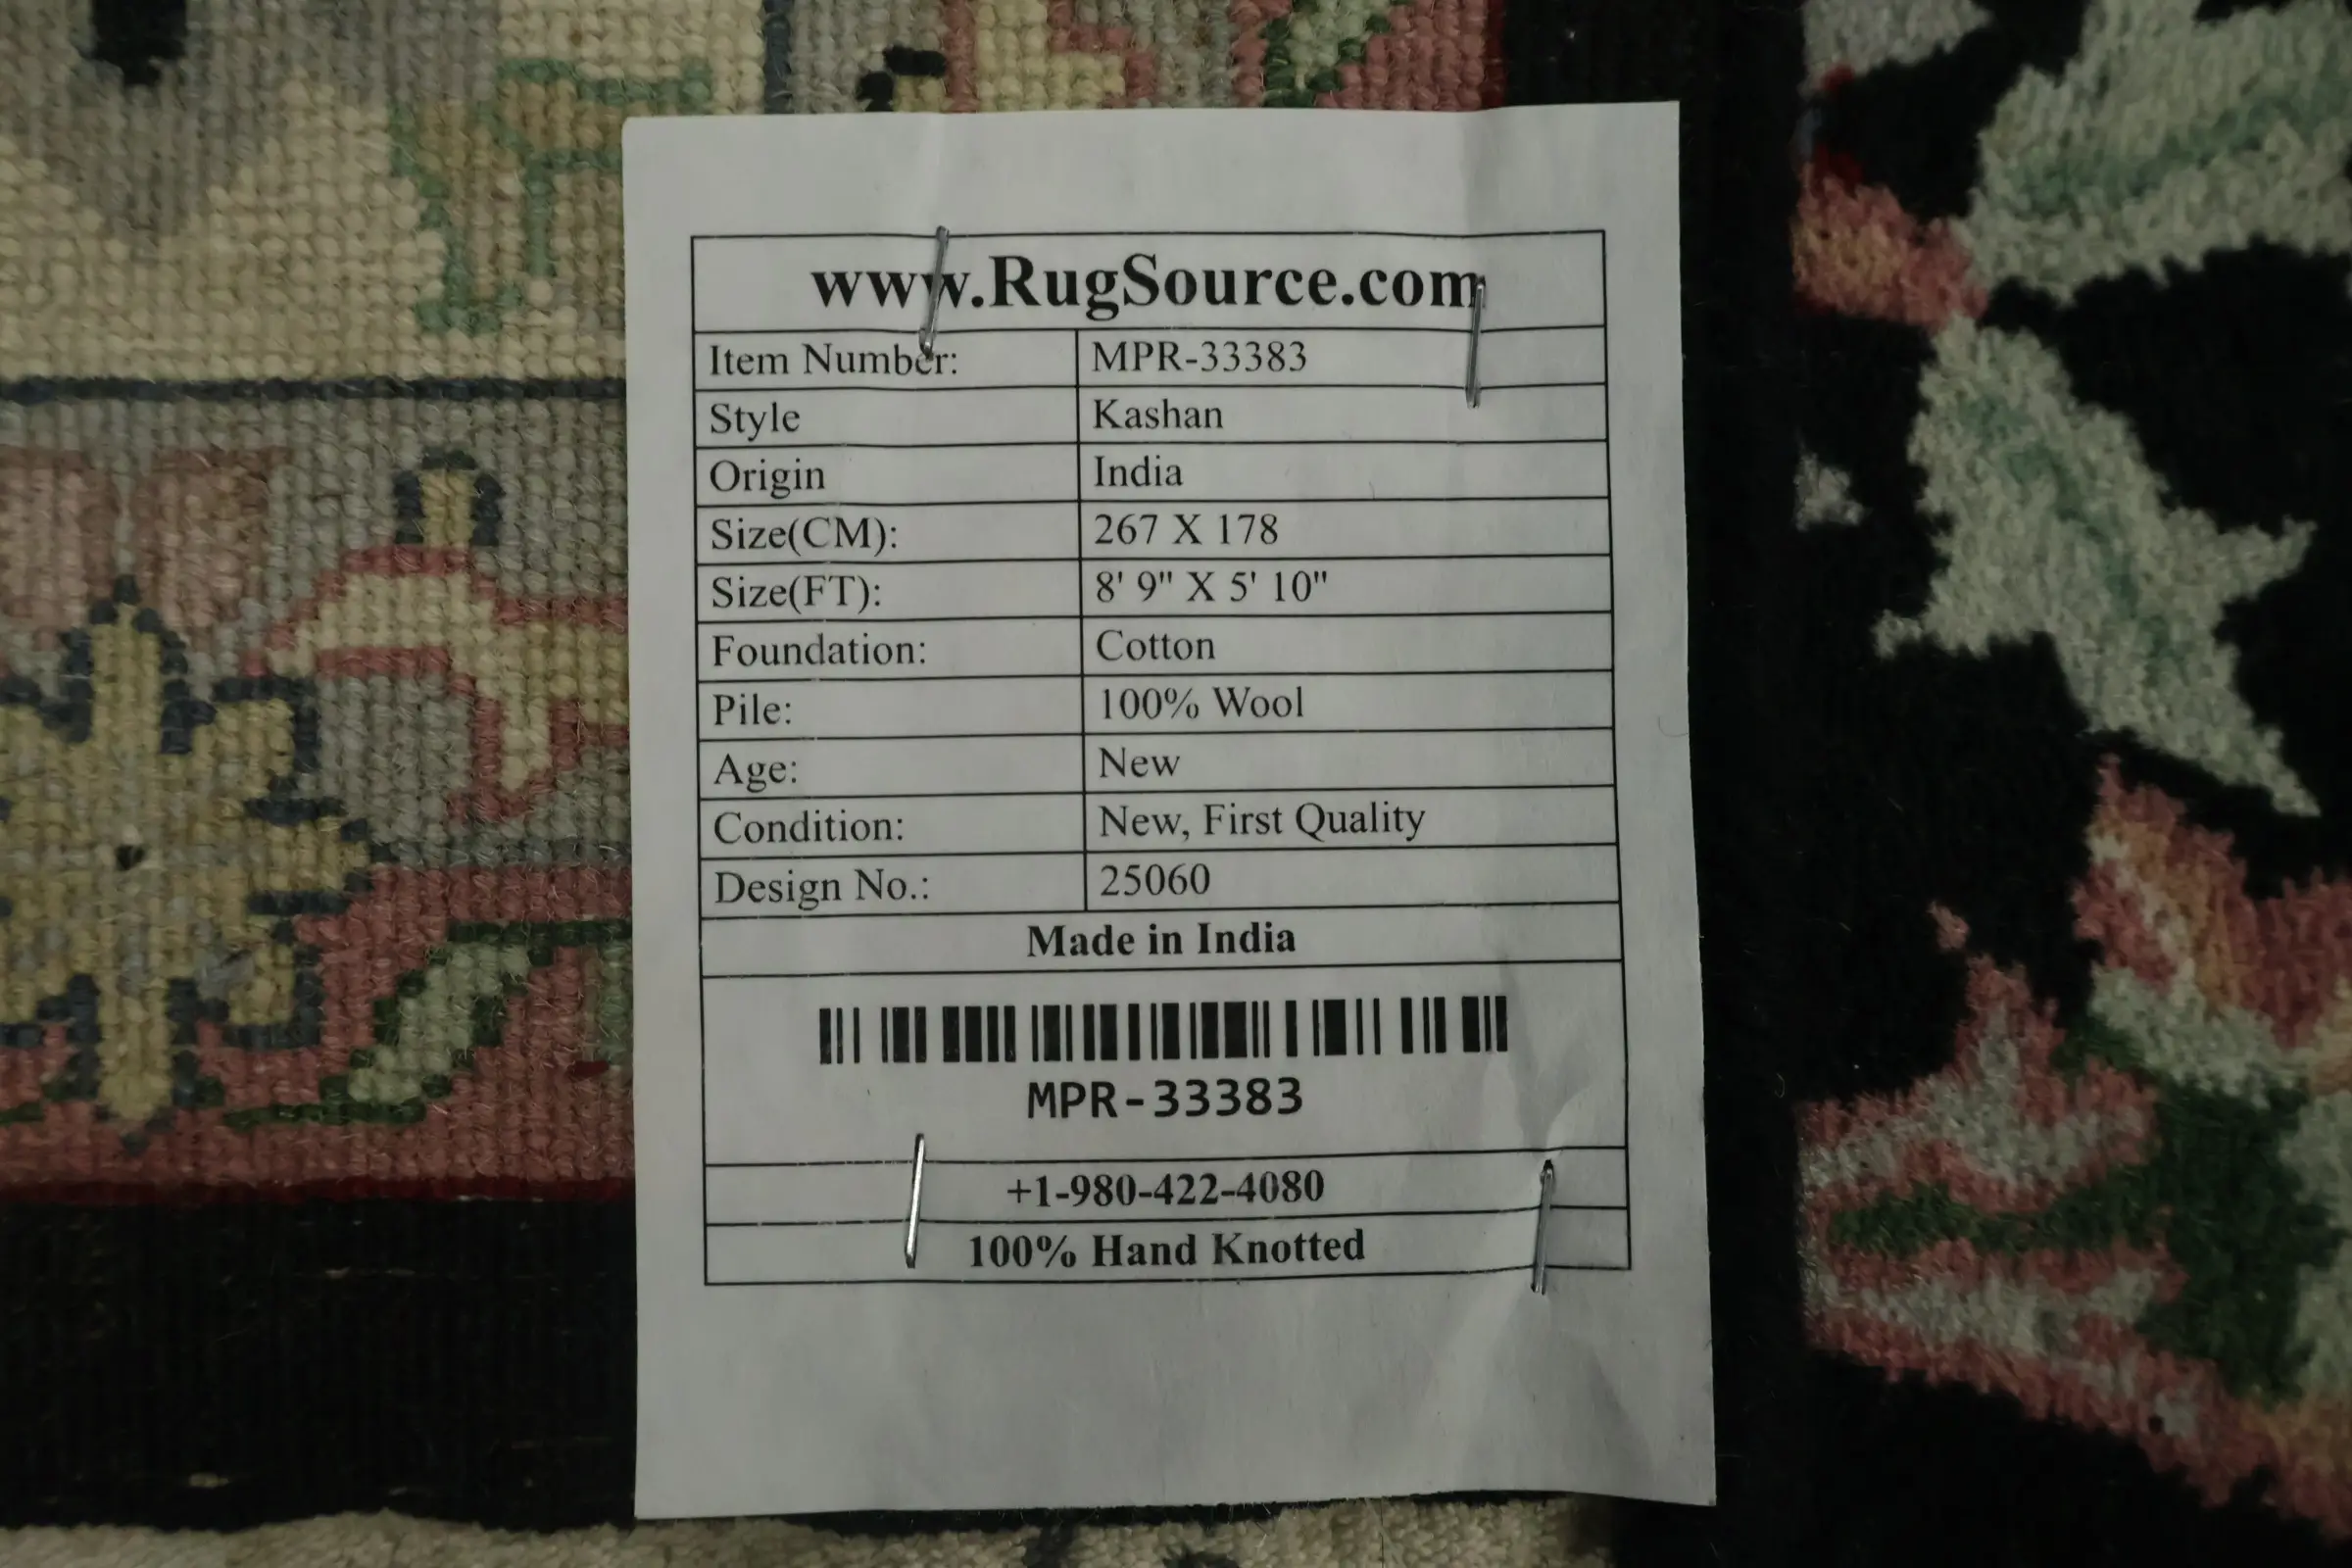 www.RugSource.com
Item Number: MPR-33383
Style Kashan
Origin India
Size(CM): 267 X 178
Size(FT): 8' 9" X 5' 10"
Foundation: Cotton
Pile: 100% Wool
Age: New
Condition: New, First Quality
Design No.: 25060
Made in India
MPR-33383
+1-980-422-4080
100% Hand Knotted